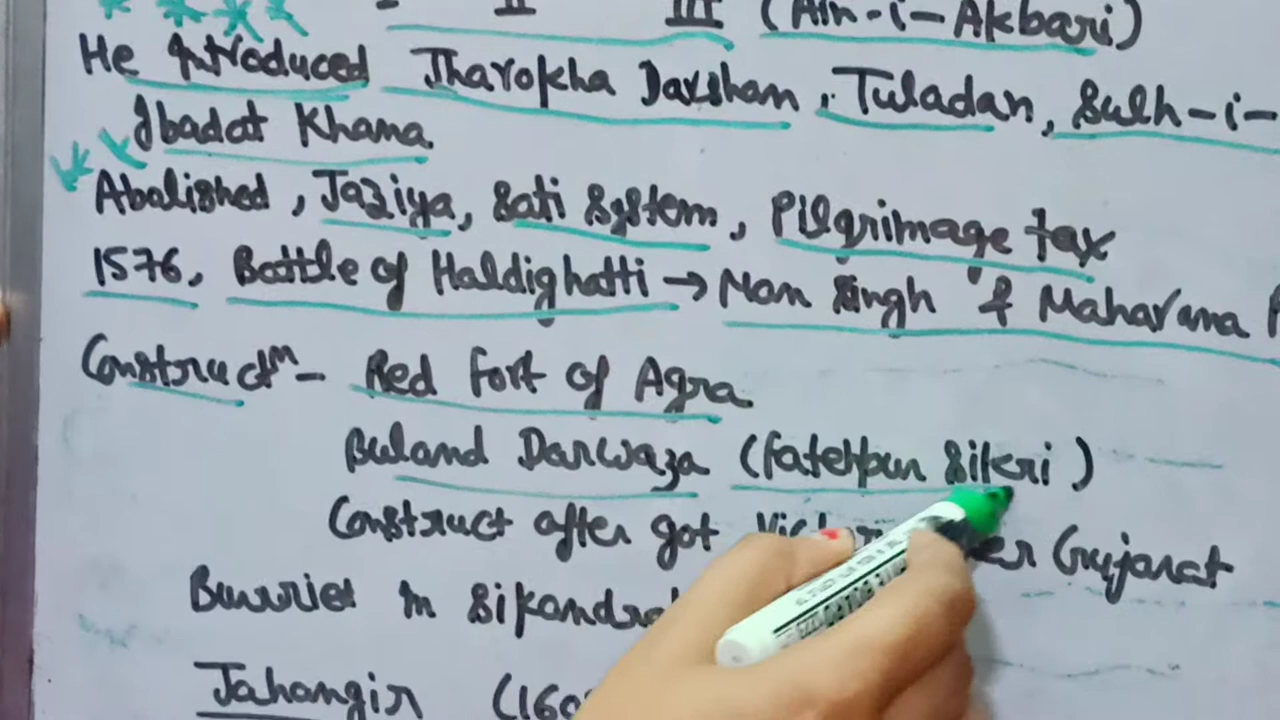 - II III (Ain-i-Akbari)
He Introduced Jharokha Darshan, Tuladan, Sulh-i-
Ibadat Khana
Abolished, Jaziya, Sati System, Pilgrimage tax
1576, Battle of Haldighatti → Man Singh & Maharana P
Constructn - Red Fort of Agra
Buland Darwaza (Fatehpur Sikri)
Construct after got Gujarat
Burried in Sikandra
Jahangir (160